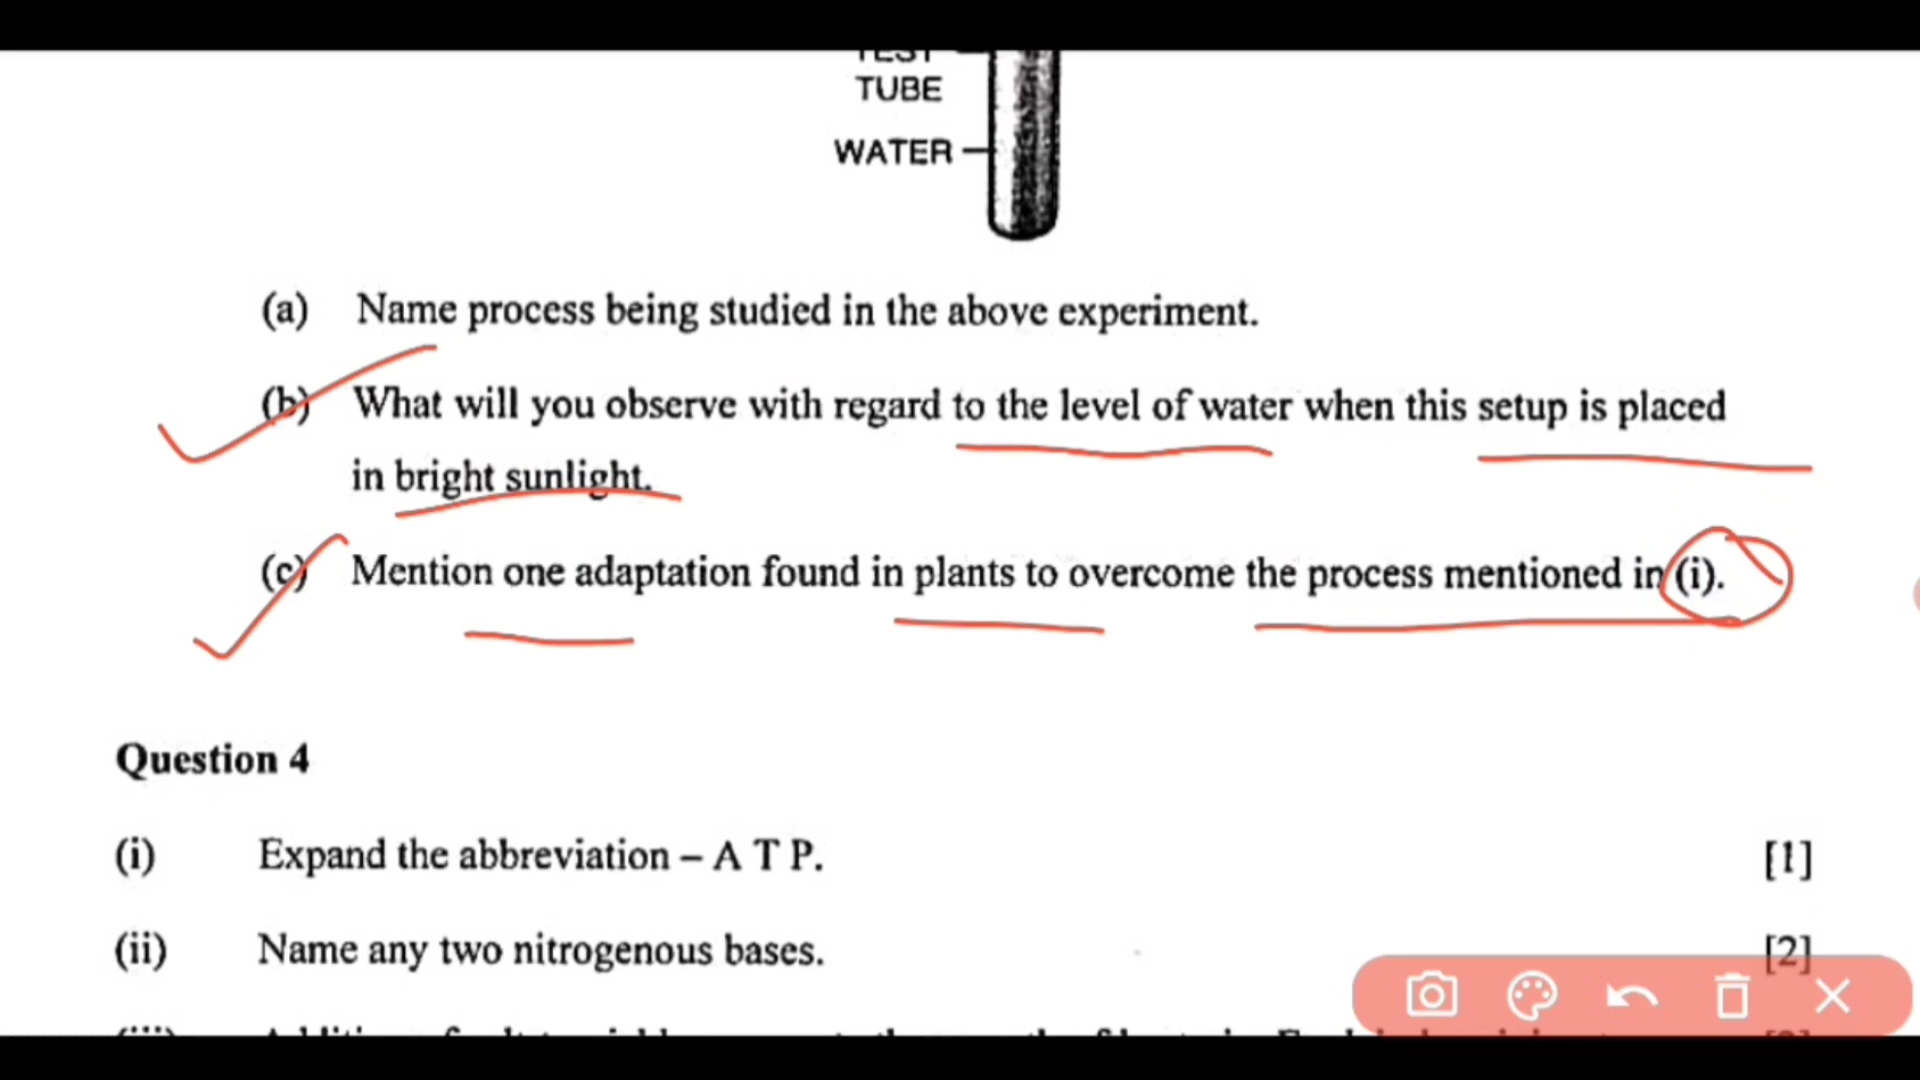 TEST
TUBE
WATER
(a) Name process being studied in the above experiment.
(b) What will you observe with regard to the level of water when this setup is placed
in bright sunlight.
(c) Mention one adaptation found in plants to overcome the process mentioned in (i).
Question 4
(i) Expand the abbreviation – A T P. [1]
(ii) Name any two nitrogenous bases. [2]